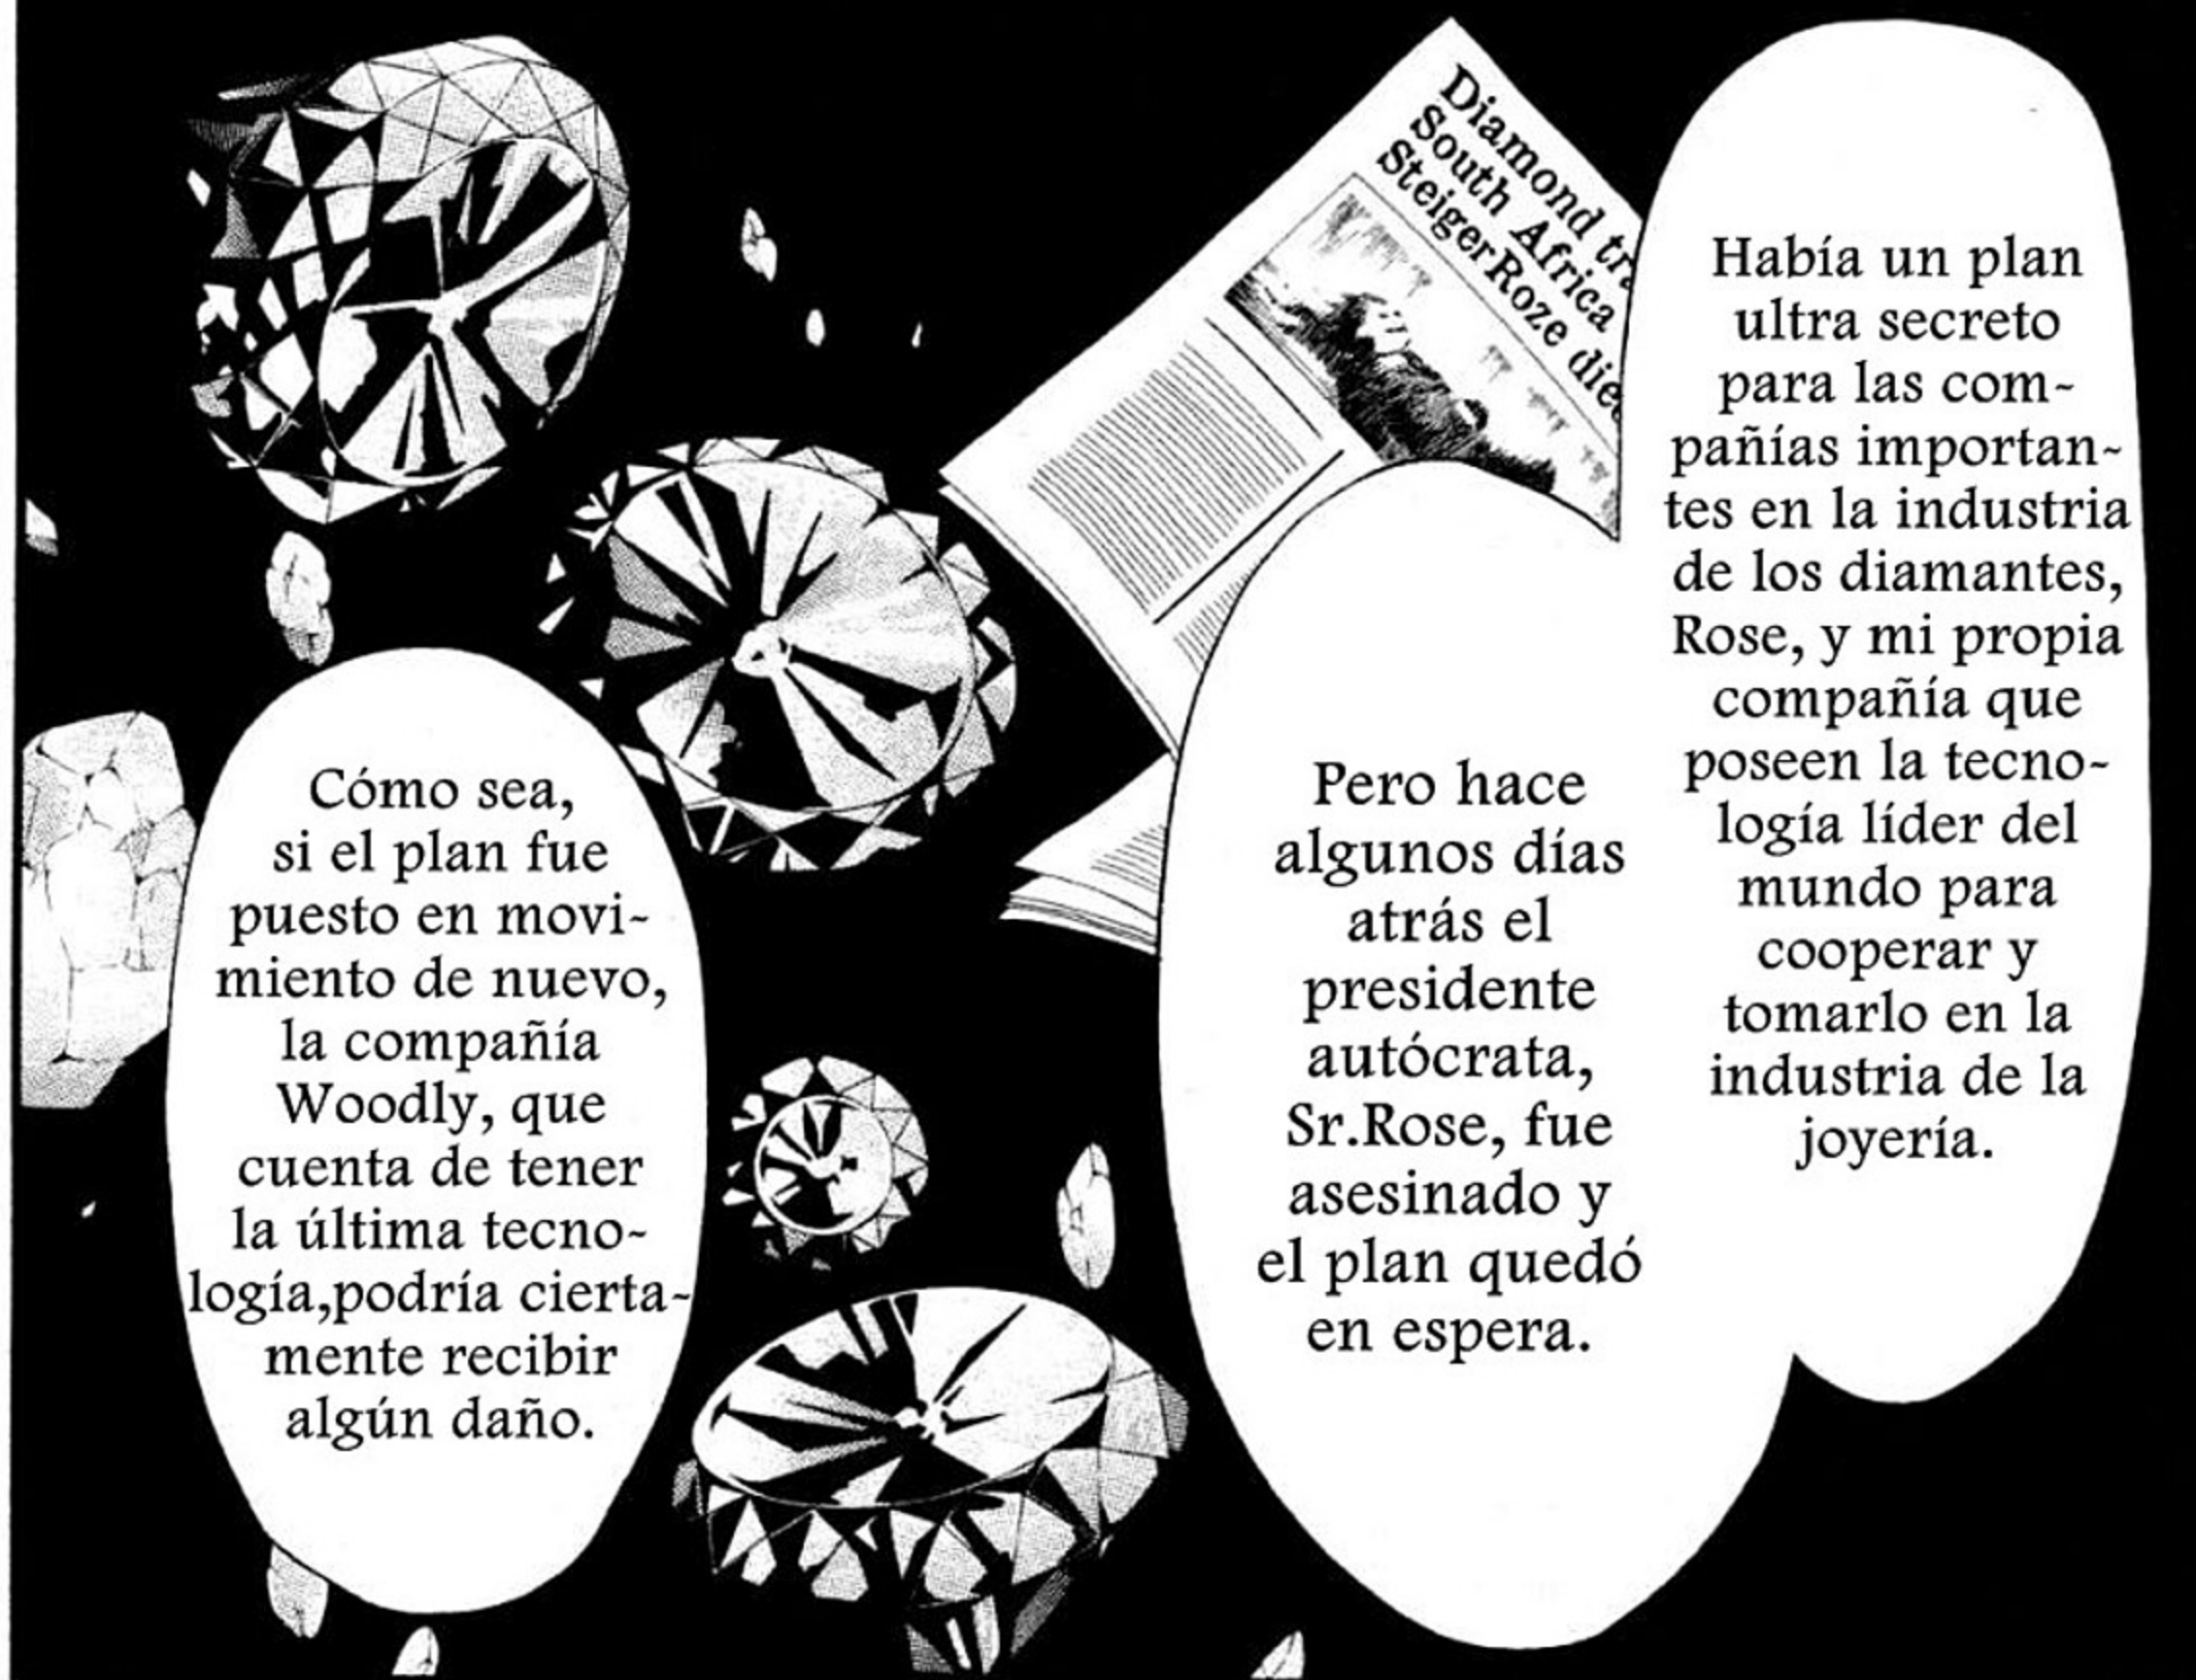 Diamond
South Africa
SteigerRoze
Había un plan
ultra secreto
para las com-
pañías importan-
tes en la industria
de los diamantes,
Rose, y mi propia
compañía que
poseen la tecno-
logía líder del
mundo para
cooperar y
tomarlo en la
industria de la
joyería.
Pero hace
algunos días
atrás el
presidente
autócrata,
Sr.Rose, fue
asesinado y
el plan quedó
en espera.
Cómo sea,
si el plan fue
puesto en movi-
miento de nuevo,
la compañía
Woodly, que
cuenta de tener
la última tecno-
logía,podría cierta-
mente recibir
algún daño.